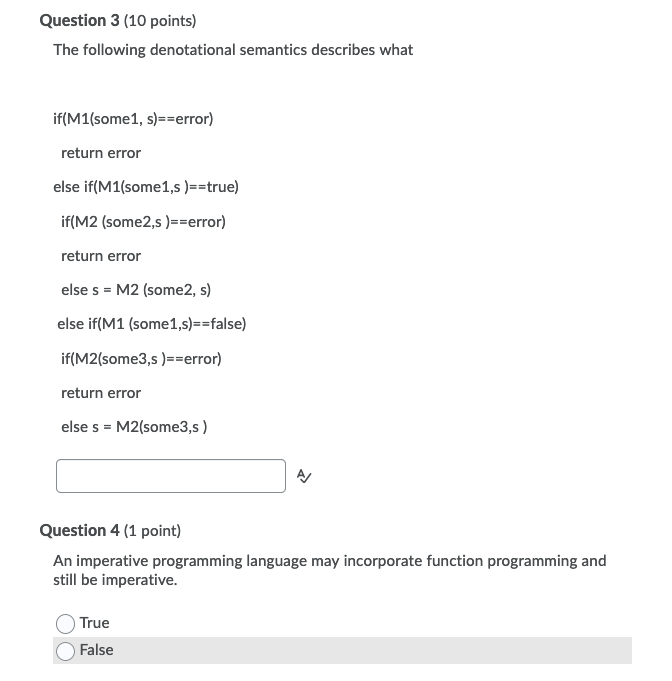 Question 3 (10 points)
The following denotational semantics describes what
if(M1(some1, s)==error)
return error
else if(M1(some1,s )==true)
if(M2 (some2,s )==error)
return error
else s = M2 (some2, s)
else if(M1 (some1,s)==false)
if(M2(some3,s )==error)
return error
else s = M2(some3,s )
Question 4 (1 point)
An imperative programming language may incorporate function programming and
still be imperative.
True
False